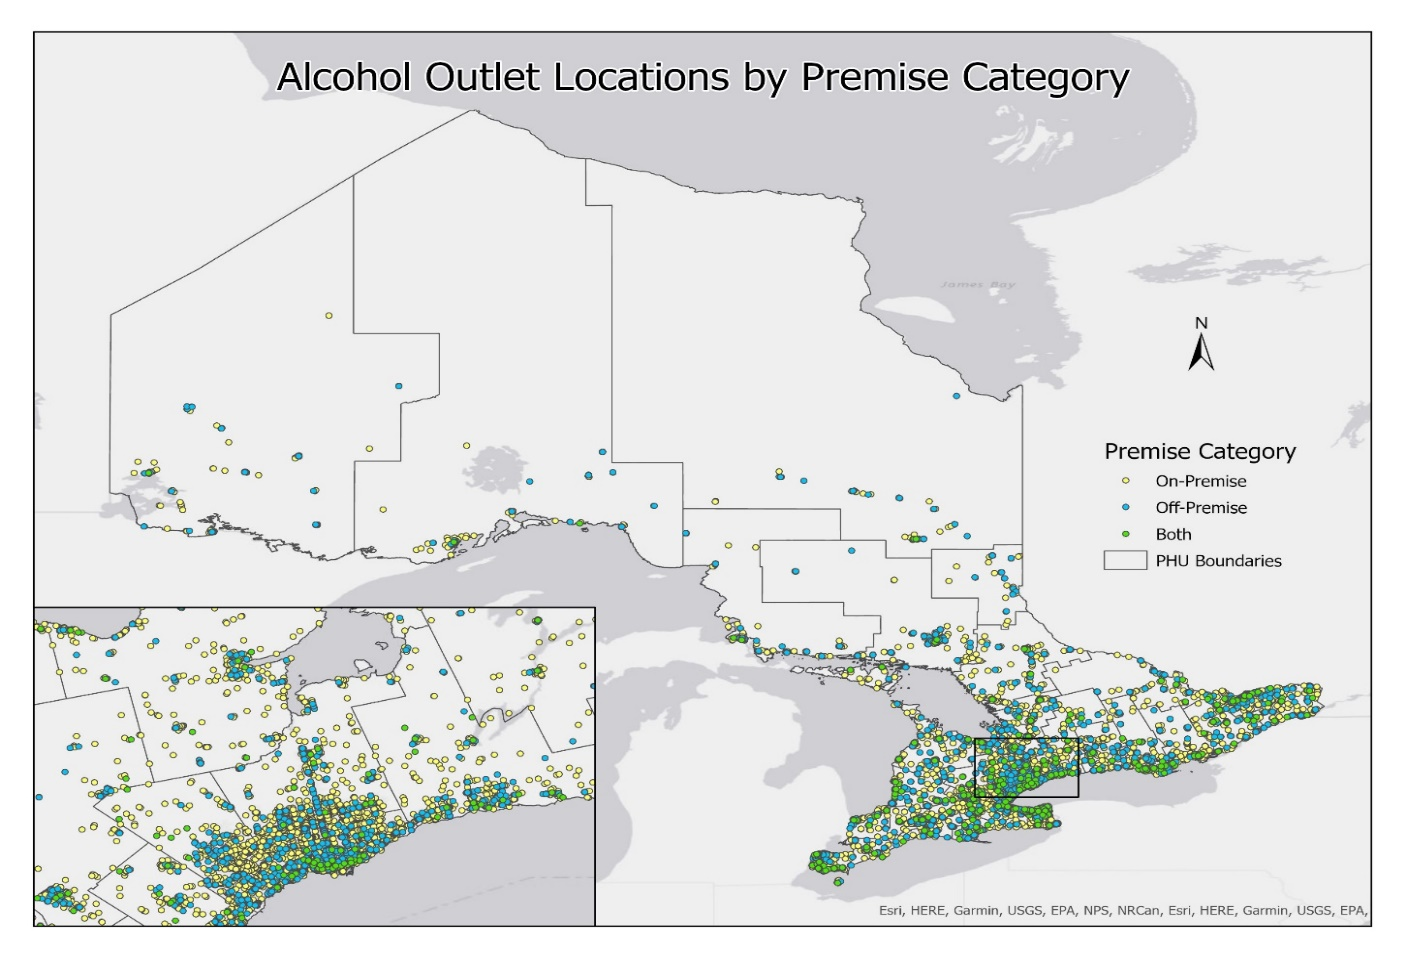 Alcohol Outlet Locations by Premise Category
James Bay
N
Premise Category
On-Premise
Off-Premise
Both
PHU Boundaries
Esri, HERE, Garmin, USGS, EPA, NPS, NRCan, Esri, HERE, Garmin, USGS, EPA,